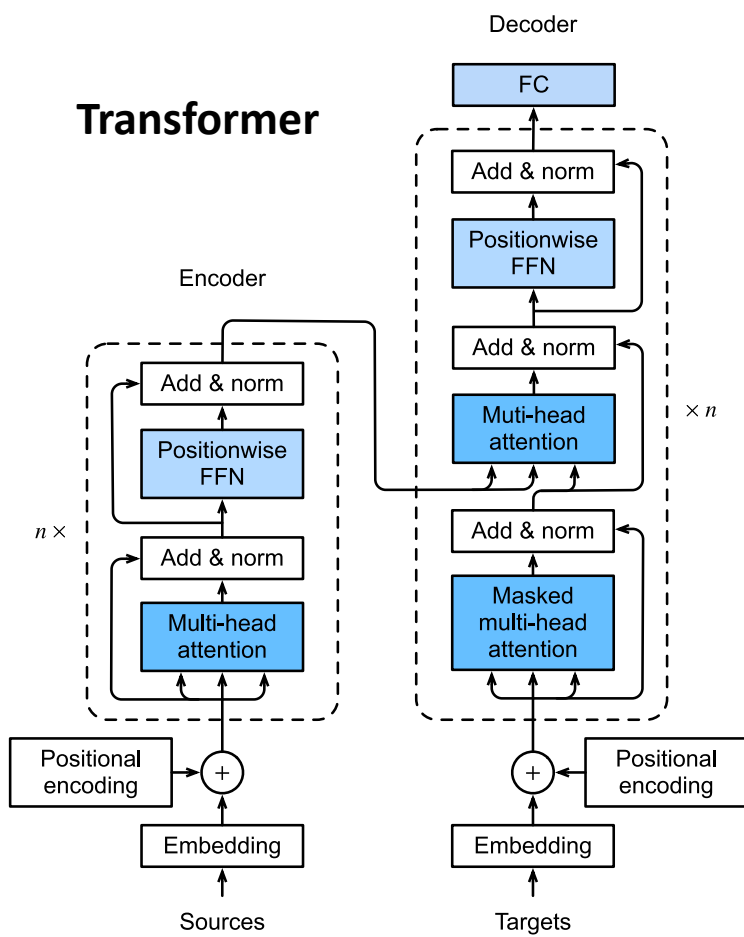 Decoder
FC
Transformer
Add & norm
Positionwise
FFN
Encoder
Add & norm
Add & norm
Muti-head
attention
× n
Positionwise
FFN
n ×
Add & norm
Add & norm
Multi-head
attention
Masked
multi-head
attention
Positional
encoding
+
+
Positional
encoding
Embedding
Embedding
Sources
Targets